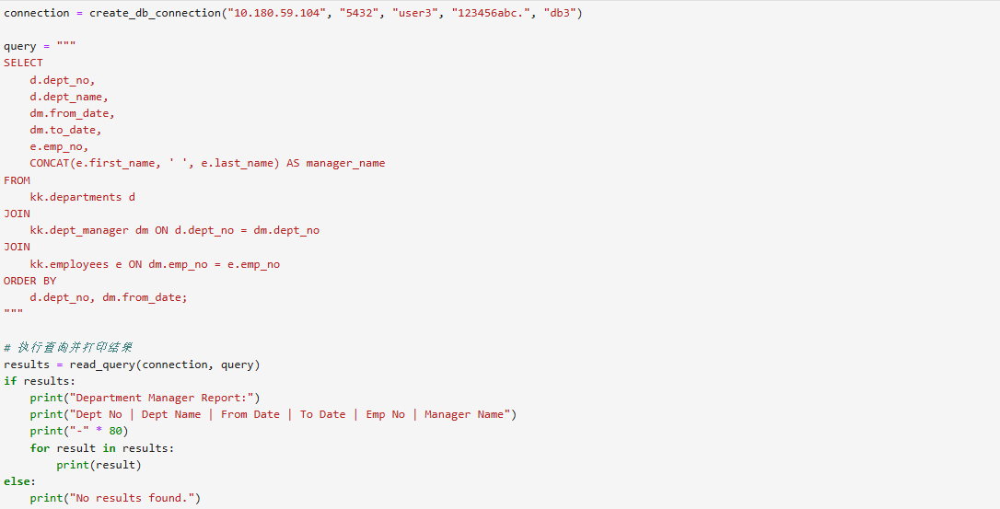 connection = create_db_connection("10.180.59.104", "5432", "user3", "123456abc.", "db3")
query = """
SELECT
    d.dept_no,
    d.dept_name,
    dm.from_date,
    dm.to_date,
    e.emp_no,
    CONCAT(e.first_name, ' ', e.last_name) AS manager_name
FROM
    kk.departments d
JOIN
    kk.dept_manager dm ON d.dept_no = dm.dept_no
JOIN
    kk.employees e ON dm.emp_no = e.emp_no
ORDER BY
    d.dept_no, dm.from_date;
"""
# 执行查询并打印结果
results = read_query(connection, query)
if results:
    print("Department Manager Report:")
    print("Dept No | Dept Name | From Date | To Date | Emp No | Manager Name")
    print("-" * 80)
    for result in results:
        print(result)
else:
    print("No results found.")